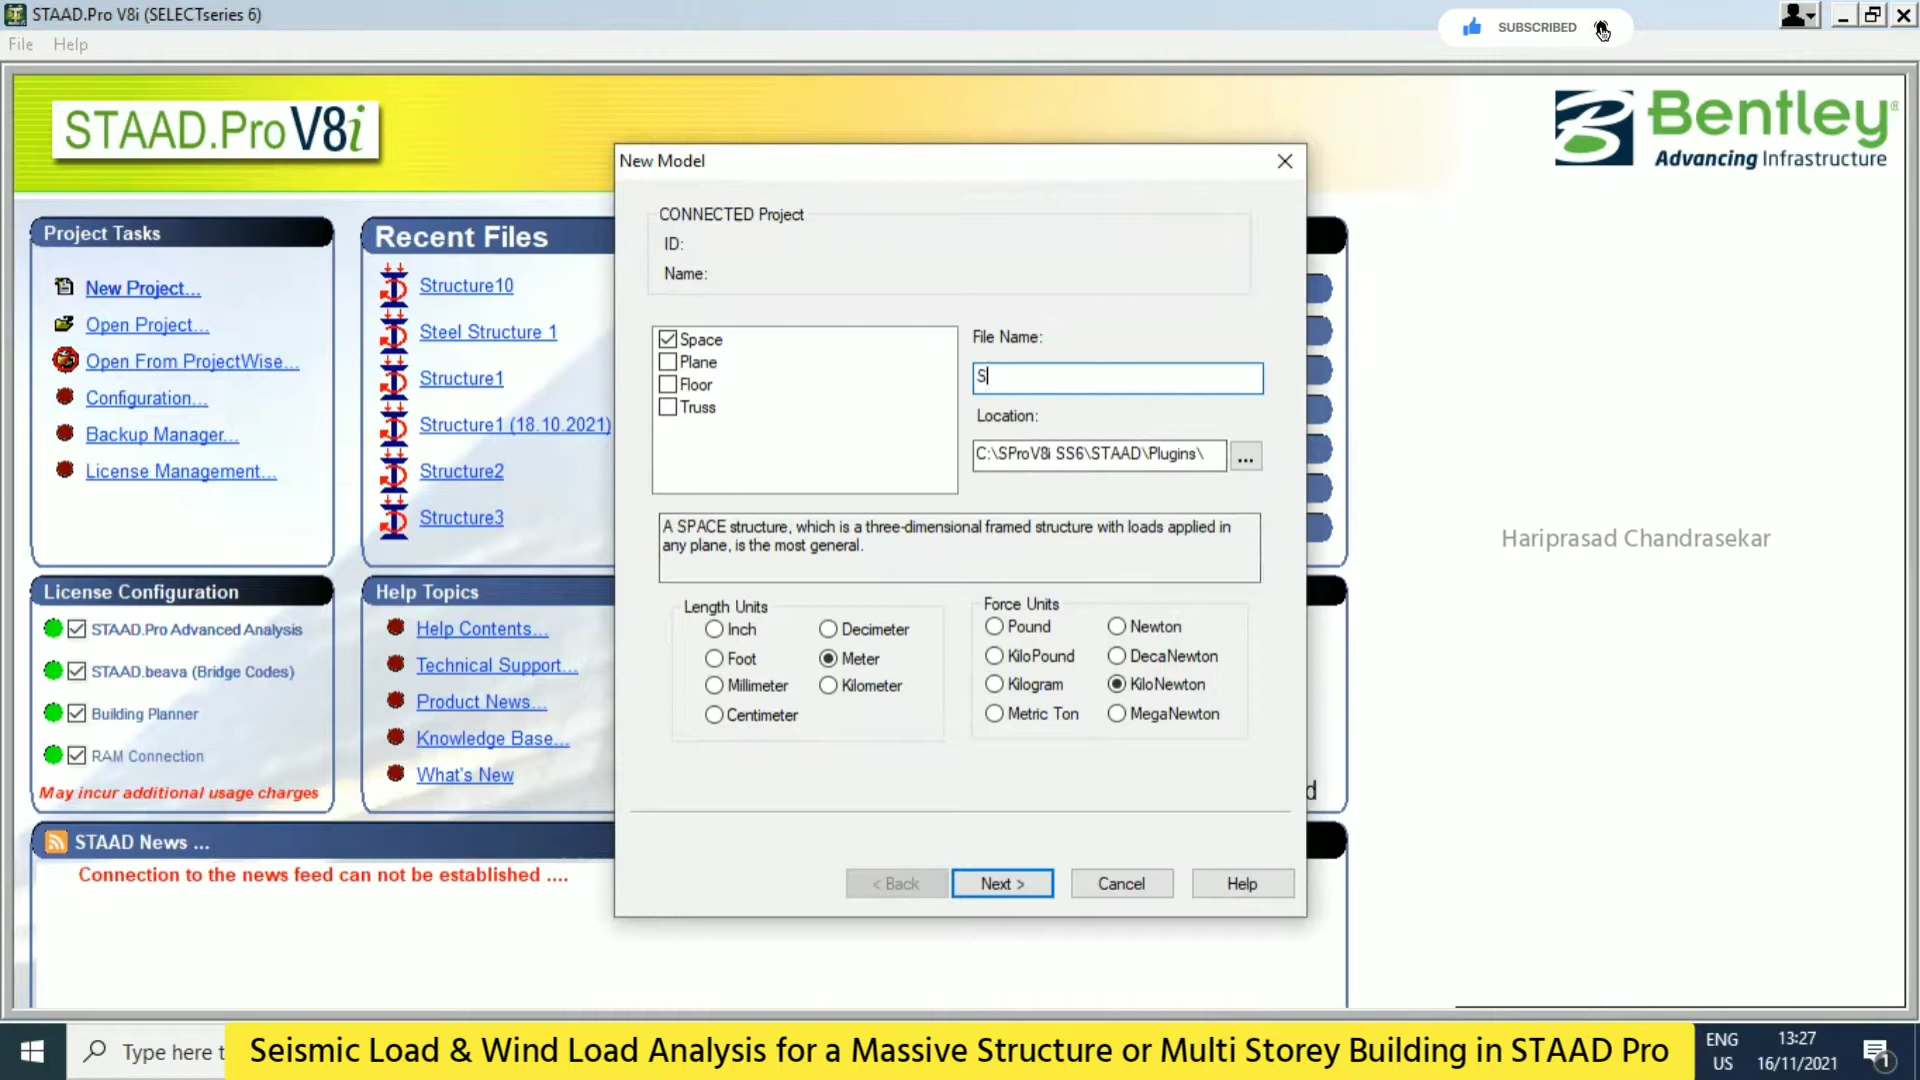 STAAD.Pro V8i (SELECTseries 6)
SUBSCRIBED
File Help
STAAD.Pro V8i
Bentley®
Advancing Infrastructure
New Model
CONNECTED Project
ID:
Name:
Project Tasks
New Project...
Open Project...
Open From ProjectWise...
Configuration...
Backup Manager...
License Management...
Recent Files
Structure10
Steel Structure 1
Structure1
Structure1 (18.10.2021)
Structure2
Structure3
Space
Plane
Floor
Truss
File Name:
S
Location:
C:\SProV8i SS6\STAAD\Plugins\
...
A SPACE structure, which is a three-dimensional framed structure with loads applied in
any plane, is the most general.
Hariprasad Chandrasekar
License Configuration
STAAD.Pro Advanced Analysis
STAAD.beava (Bridge Codes)
Building Planner
RAM Connection
May incur additional usage charges
Help Topics
Help Contents...
Technical Support...
Product News...
Knowledge Base...
What's New
Length Units
Inch Decimeter
Foot Meter
Millimeter Kilometer
Centimeter
Force Units
Pound Newton
KiloPound DecaNewton
Kilogram KiloNewton
Metric Ton MegaNewton
d
STAAD News ...
Connection to the news feed can not be established ....
< Back Next > Cancel Help
Type here t
Seismic Load & Wind Load Analysis for a Massive Structure or Multi Storey Building in STAAD Pro
ENG
US
13:27
16/11/2021
1